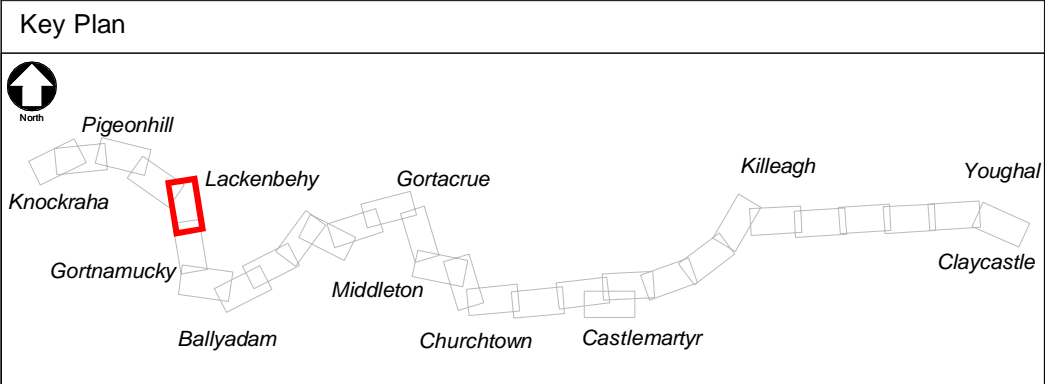 Key Plan
North
Pigeonhill
Killeagh
Youghal
Lackenbehy
Gortacrue
Knockraha
Gortnamucky
Middleton
Claycastle
Ballyadam
Churchtown
Castlemartyr